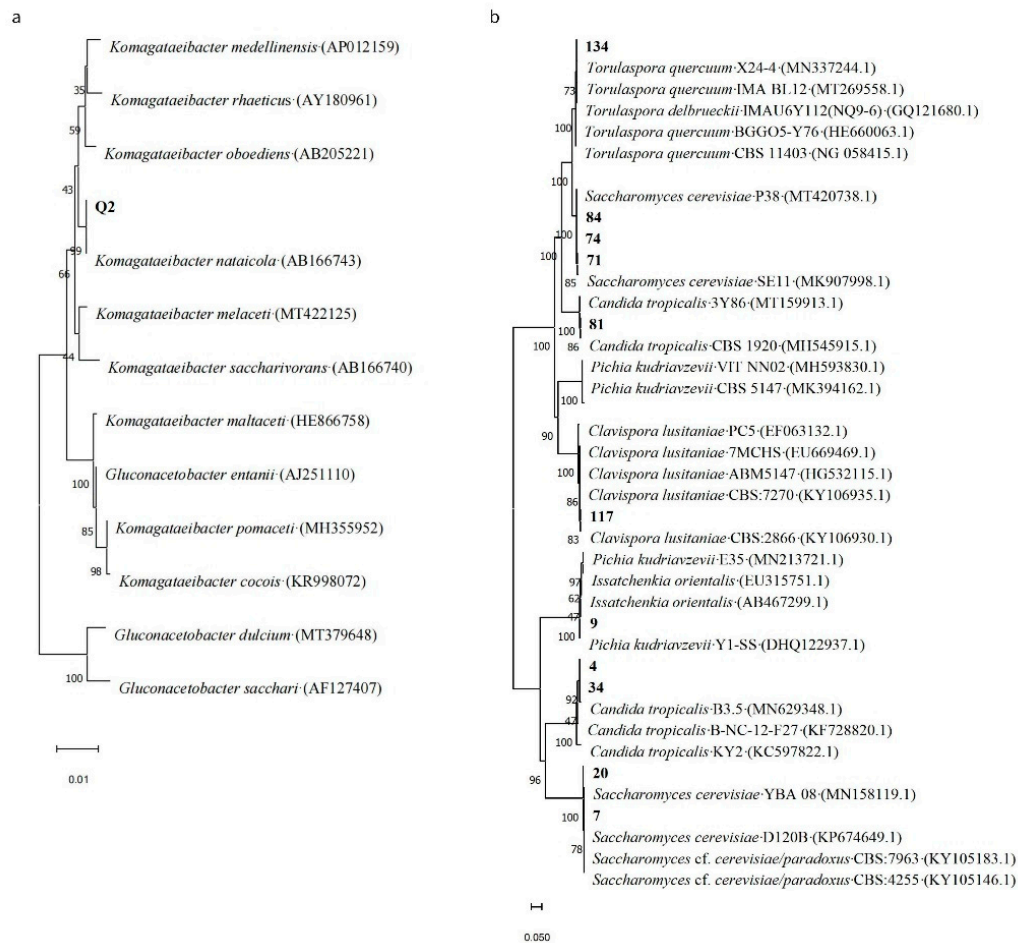 a
Komagataeibacter medellinensis·(AP012159)
35
Komagataeibacter rhaeticus·(AY180961)
59
Komagataeibacter oboediens·(AB205221)
43
Q2
99
Komagataeibacter nataicola·(AB166743)
66
Komagataeibacter melaceti·(MT422125)
44
Komagataeibacter saccharivorans·(AB166740)
Komagataeibacter maltaceti·(HE866758)
Gluconacetobacter entanii·(AJ251110)
100
Komagataeibacter pomaceti·(MH355952)
85
Komagataeibacter cocois·(KR998072)
98
Gluconacetobacter dulcium·(MT379648)
100
Gluconacetobacter sacchari·(AF127407)
0.01
b
134
Torulaspora quercuum·X24-4·(MN337244.1)
73
Torulaspora quercuum·IMA BL12·(MT269558.1)
Torulaspora delbrueckii·IMAU6Y112(NQ9-6)·(GQ121680.1)
100
Torulaspora quercuum·BGGO5-Y76·(HE660063.1)
Torulaspora quercuum·CBS 11403·(NG 058415.1)
100
Saccharomyces cerevisiae·P38·(MT420738.1)
84
100
74
100
71
85
Saccharomyces cerevisiae·SE11·(MK907998.1)
Candida tropicalis·3Y86·(MT159913.1)
81
100
100
86
Candida tropicalis·CBS 1920·(MH545915.1)
Pichia kudriavzevii·VIT NN02·(MH593830.1)
Pichia kudriavzevii·CBS 5147·(MK394162.1)
100
Clavispora lusitaniae·PC5·(EF063132.1)
90
Clavispora lusitaniae·7MCHS·(EU669469.1)
100
Clavispora lusitaniae·ABM5147·(HG532115.1)
Clavispora lusitaniae·CBS:7270·(KY106935.1)
86
117
83
Clavispora lusitaniae·CBS:2866·(KY106930.1)
Pichia kudriavzevii·E35·(MN213721.1)
97
Issatchenkia orientalis·(EU315751.1)
62
Issatchenkia orientalis·(AB467299.1)
47
9
100
Pichia kudriavzevii·Y1-SS·(DHQ122937.1)
4
34
92
Candida tropicalis·B3.5·(MN629348.1)
47
Candida tropicalis·B-NC-12-F27·(KF728820.1)
100
Candida tropicalis·KY2·(KC597822.1)
20
96
Saccharomyces cerevisiae·YBA 08·(MN158119.1)
7
100
Saccharomyces cerevisiae·D120B·(KP674649.1)
78
Saccharomyces cf. cerevisiae/paradoxus·CBS:7963·(KY105183.1)
Saccharomyces cf. cerevisiae/paradoxus·CBS:4255·(KY105146.1)
0.050